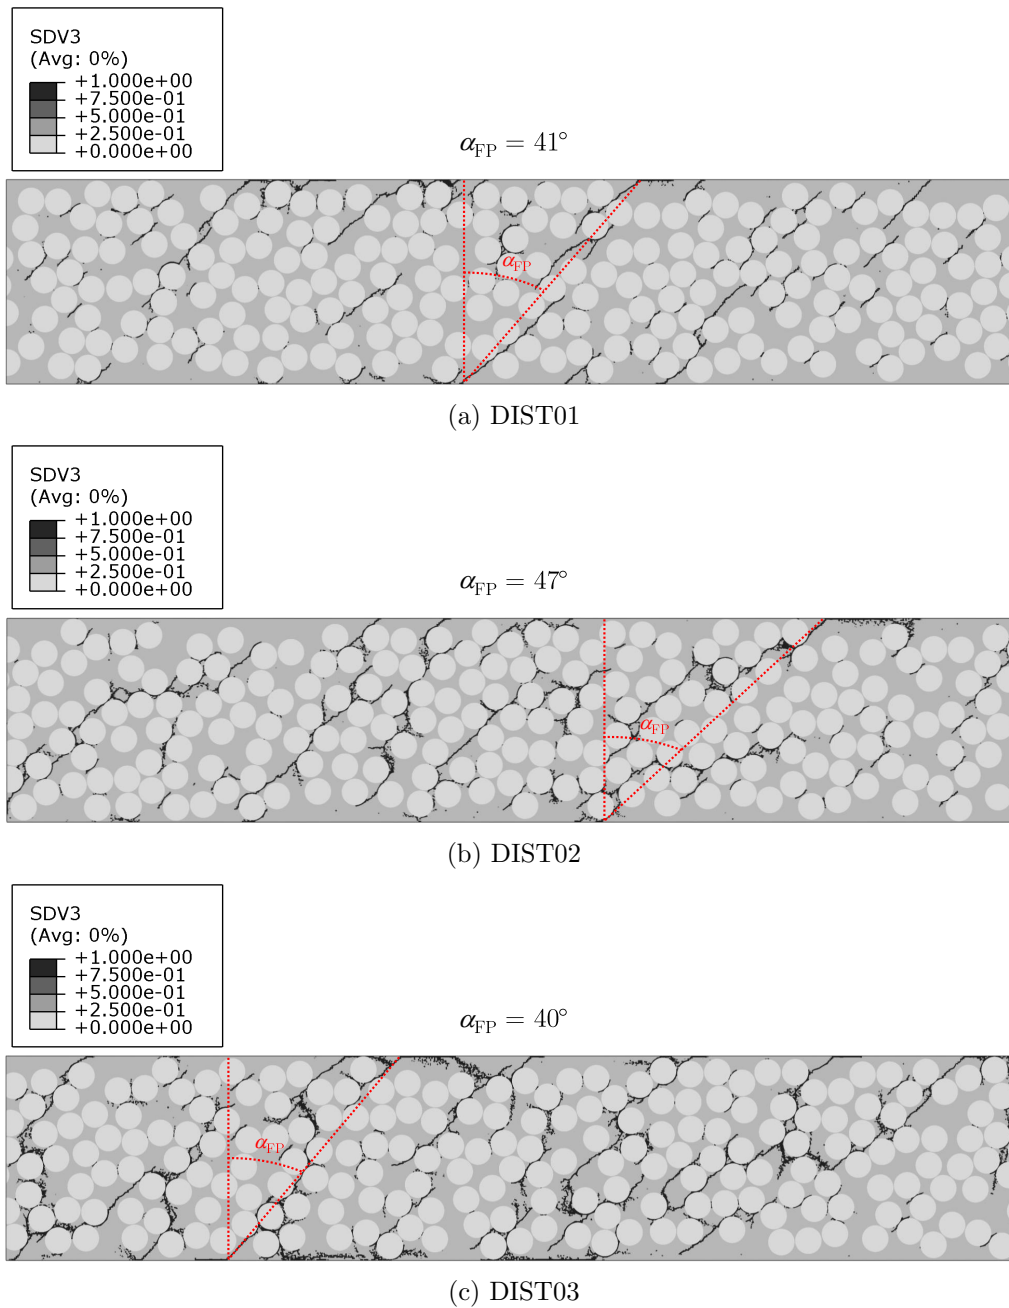 SDV3
(Avg: 0%)
+1.000e+00
+7.500e-01
+5.000e-01
+2.500e-01
+0.000e+00
αFP = 41°
αFP
(a) DIST01
SDV3
(Avg: 0%)
+1.000e+00
+7.500e-01
+5.000e-01
+2.500e-01
+0.000e+00
αFP = 47°
αFP
(b) DIST02
SDV3
(Avg: 0%)
+1.000e+00
+7.500e-01
+5.000e-01
+2.500e-01
+0.000e+00
αFP = 40°
αFP
(c) DIST03